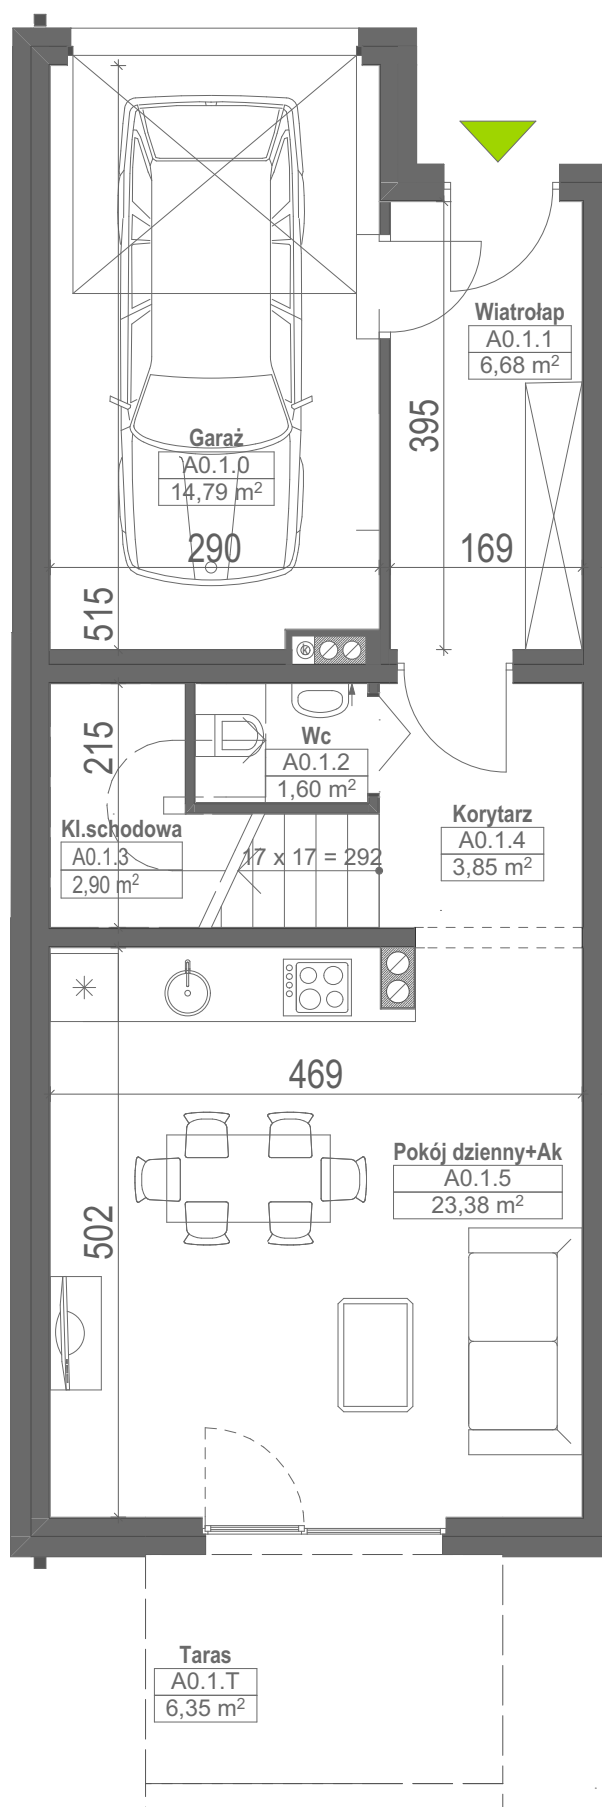 Wiatrołap
A0.1.1
6,68 m²
395
Garaż
A0.1.0
14,79 m²
290
169
515
K
215
Wc
A0.1.2
1,60 m²
Kl.schodowa
A0.1.3
2,90 m²
17 x 17 = 292
Korytarz
A0.1.4
3,85 m²
469
Pokój dzienny+Ak
A0.1.5
23,38 m²
502
Taras
A0.1.T
6,35 m²